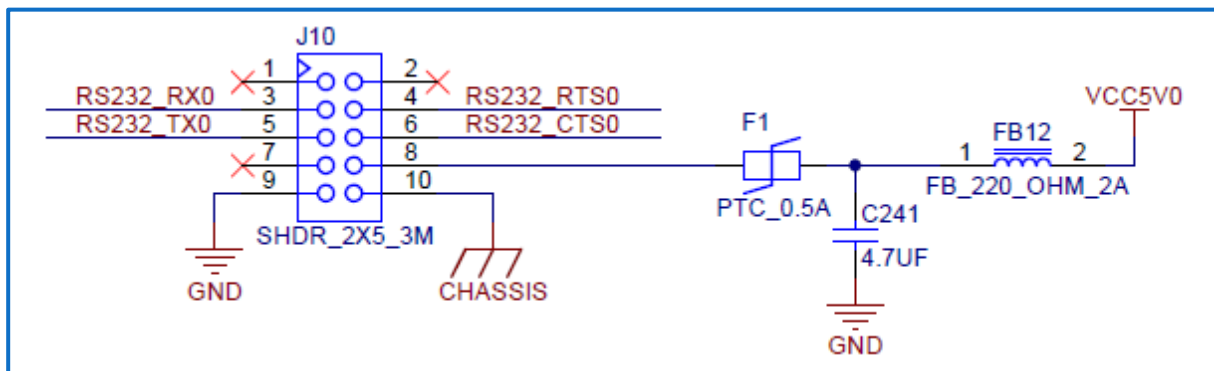 J10
1 2
RS232_RX0 3 4 RS232_RTS0
RS232_TX0 5 6 RS232_CTS0
7 8
9 10
SHDR_2X5_3M
GND
CHASSIS
F1
PTC_0.5A
C241
4.7UF
GND
FB12
1 2
FB_220_OHM_2A
VCC5V0